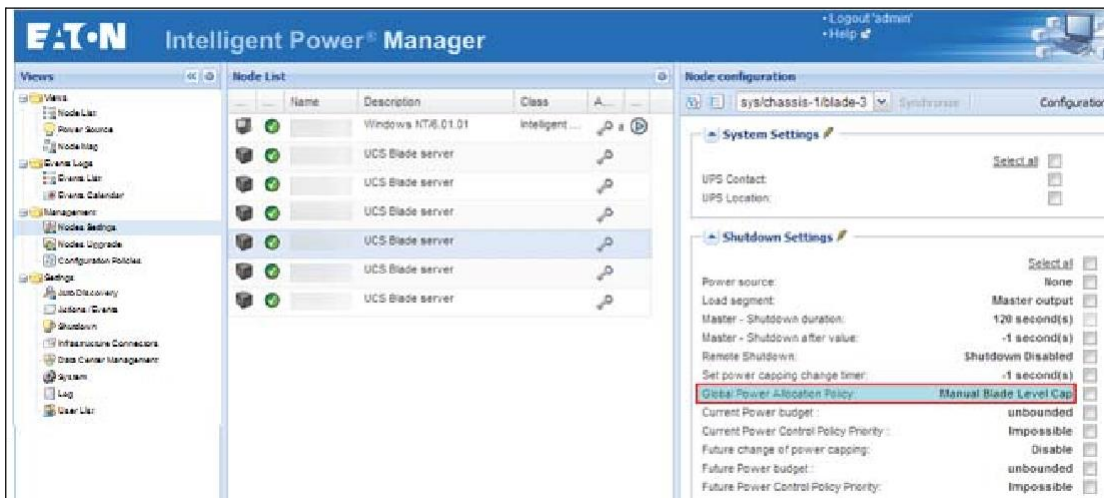 EATON Intelligent Power® Manager
• Logout 'admin'
• Help
Views
Views
Node List
Power Source
Node Map
Events Logs
Events List
Events Calendar
Management
Nodes Settings
Nodes Upgrade
Configuration Policies
Settings
Auto Discovery
Actions / Events
Shutdown
Infrastructure Connectors
Data Center Management
System
Log
User List
Node List
... ... Name Description Class A... ...
Windows NT/6.01.01 Intelligent ... a
UCS Blade server
UCS Blade server
UCS Blade server
UCS Blade server
UCS Blade server
UCS Blade server
Node configuration
sys/chassis-1/blade-3 Synchronize Configuration
System Settings
Select all
UPS Contact:
UPS Location:
Shutdown Settings
Select all
Power source: None
Load segment: Master output
Master - Shutdown duration: 120 second(s)
Master - Shutdown after value: -1 second(s)
Remote Shutdown: Shutdown Disabled
Set power capping change timer: -1 second(s)
Global Power Allocation Policy: Manual Blade Level Cap
Current Power budget : unbounded
Current Power Control Policy Priority : Impossible
Future change of power capping: Disable
Future Power budget : unbounded
Future Power Control Policy Priority: Impossible